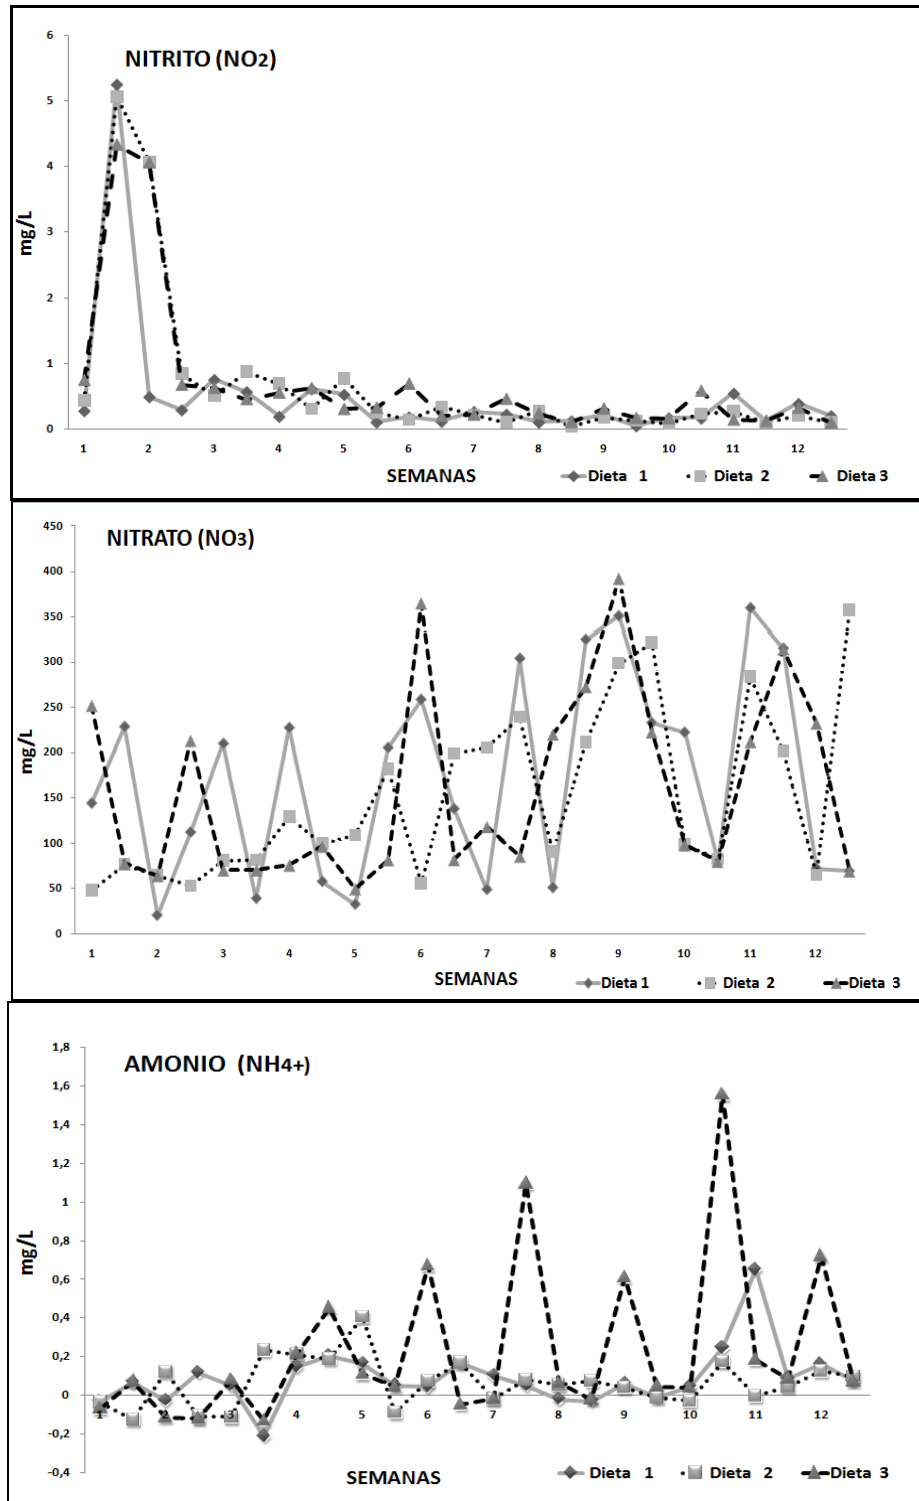 NITRITO (NO2)
6
5
4
3
2
1
0
mg/L
1 2 3 4 5 6 7 8 9 10 11 12
SEMANAS
Dieta 1 Dieta 2 Dieta 3
NITRATO (NO3)
450
400
350
300
250
200
150
100
50
0
mg/L
1 2 3 4 5 6 7 8 9 10 11 12
SEMANAS
Dieta 1 Dieta 2 Dieta 3
AMONIO (NH4+)
1,8
1,6
1,4
1,2
1
0,8
0,6
0,4
0,2
0
-0,2
-0,4
mg/L
1 2 3 4 5 6 7 8 9 10 11 12
SEMANAS
Dieta 1 Dieta 2 Dieta 3